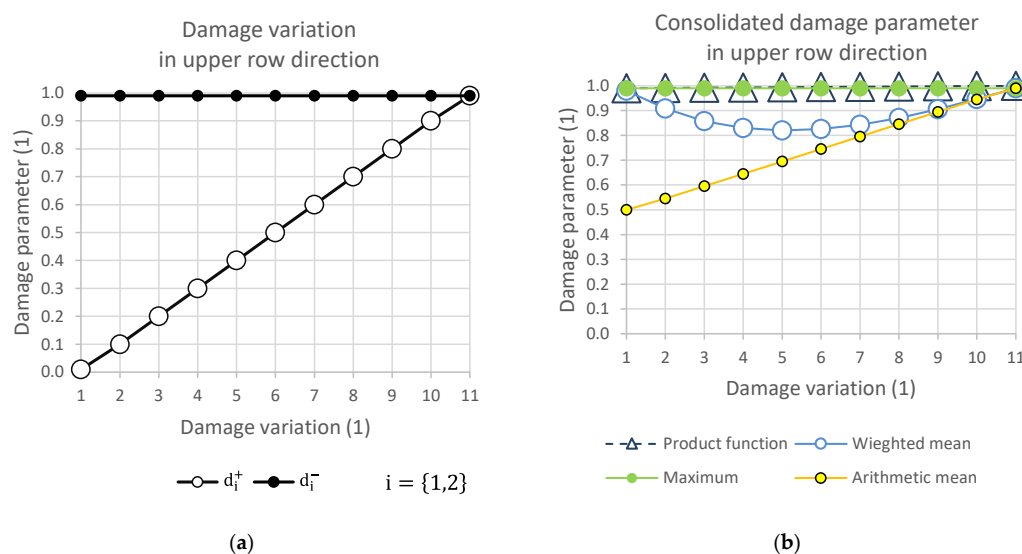 Damage variation
in upper row direction
Damage parameter (1)
1.0
0.9
0.8
0.7
0.6
0.5
0.4
0.3
0.2
0.1
0.0
1 2 3 4 5 6 7 8 9 10 11
Damage variation (1)
d_i^+ d_i^− i = {1,2}
(a)
Consolidated damage parameter
in upper row direction
Damage parameter (1)
1.0
0.9
0.8
0.7
0.6
0.5
0.4
0.3
0.2
0.1
0.0
1 2 3 4 5 6 7 8 9 10 11
Damage variation (1)
Product function Wieghted mean
Maximum Arithmetic mean
(b)